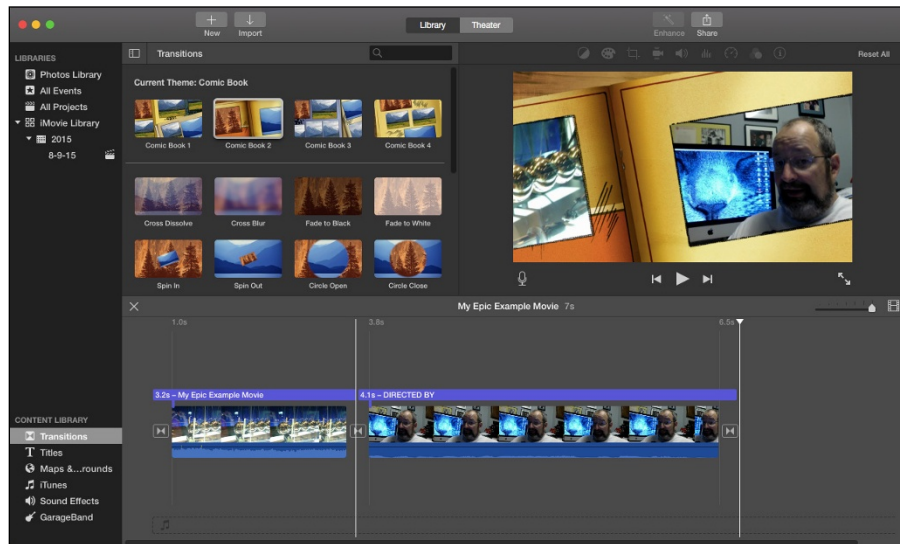 New
Import
Library
Theater
Enhance
Share
LIBRARIES
Photos Library
All Events
All Projects
iMovie Library
2015
8-9-15
Transitions
Reset All
Current Theme: Comic Book
Comic Book 1
Comic Book 2
Comic Book 3
Comic Book 4
Cross Dissolve
Cross Blur
Fade to Black
Fade to White
Spin In
Spin Out
Circle Open
Circle Close
My Epic Example Movie 7s
1.0s
3.8s
6.5s
3.2s – My Epic Example Movie
4.1s – DIRECTED BY
CONTENT LIBRARY
Transitions
Titles
Maps &...rounds
iTunes
Sound Effects
GarageBand